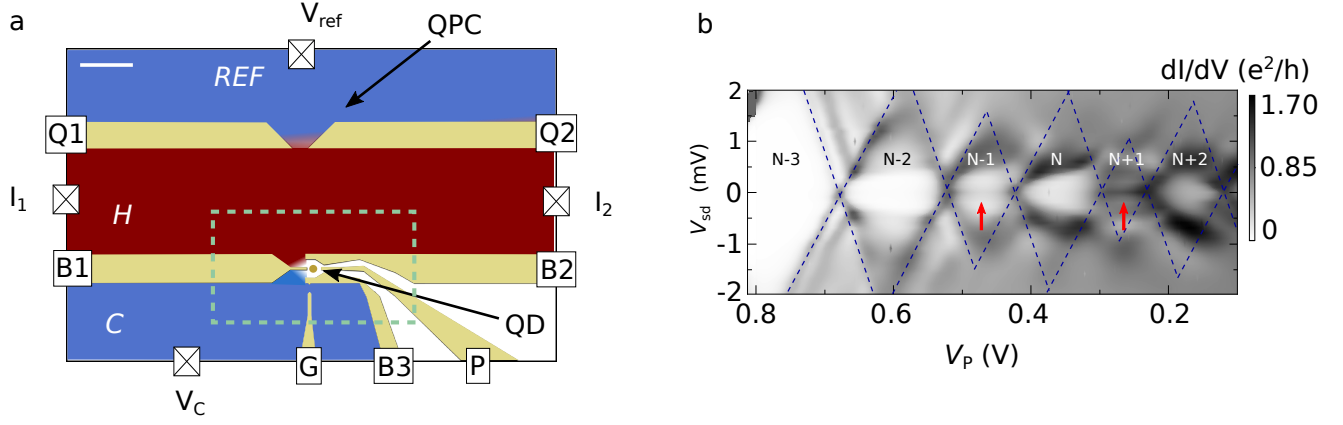 a
V_ref
QPC
REF
Q1
Q2
I_1
H
I_2
B1
B2
C
QD
G
B3
P
V_C
b
dI/dV (e²/h)
2
1
0
-1
-2
V_sd (mV)
N-3
N-2
N-1
N
N+1
N+2
1.70
0.85
0
0.8
0.6
0.4
0.2
V_P (V)